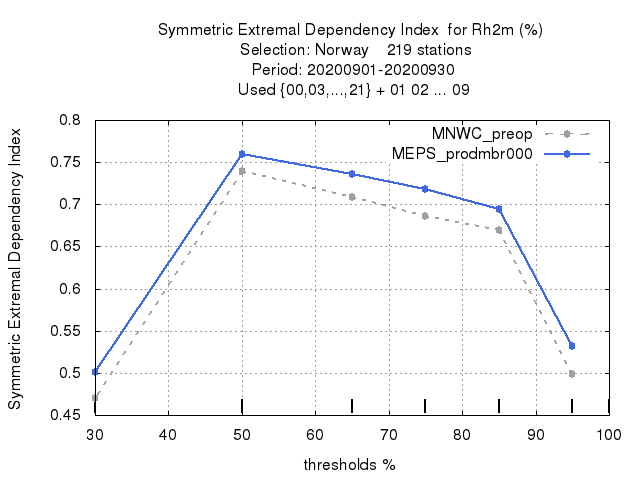 Symmetric Extremal Dependency Index  for Rh2m (%)
Selection: Norway    219 stations
Period: 20200901-20200930
Used {00,03,...,21} + 01 02 ... 09
Symmetric Extremal Dependency Index
0.8
0.75
0.7
0.65
0.6
0.55
0.5
0.45
MNWC_preop
MEPS_prodmbr000
30 40 50 60 70 80 90 100
thresholds %